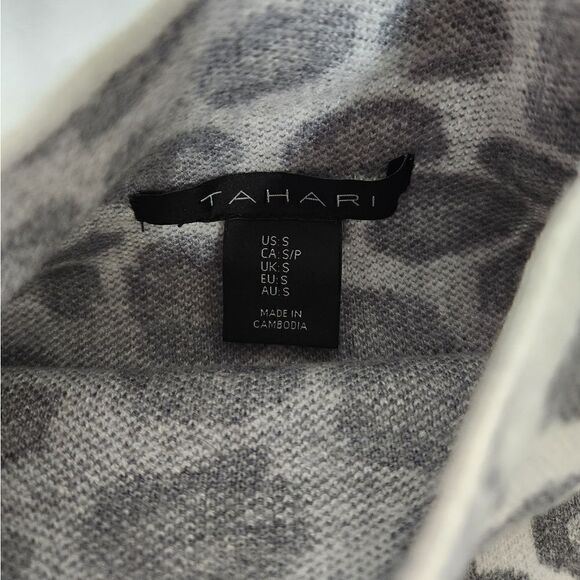 TAHARI
US: S
CA: S/P
UK: S
EU: S
AU: S
MADE IN
CAMBODIA